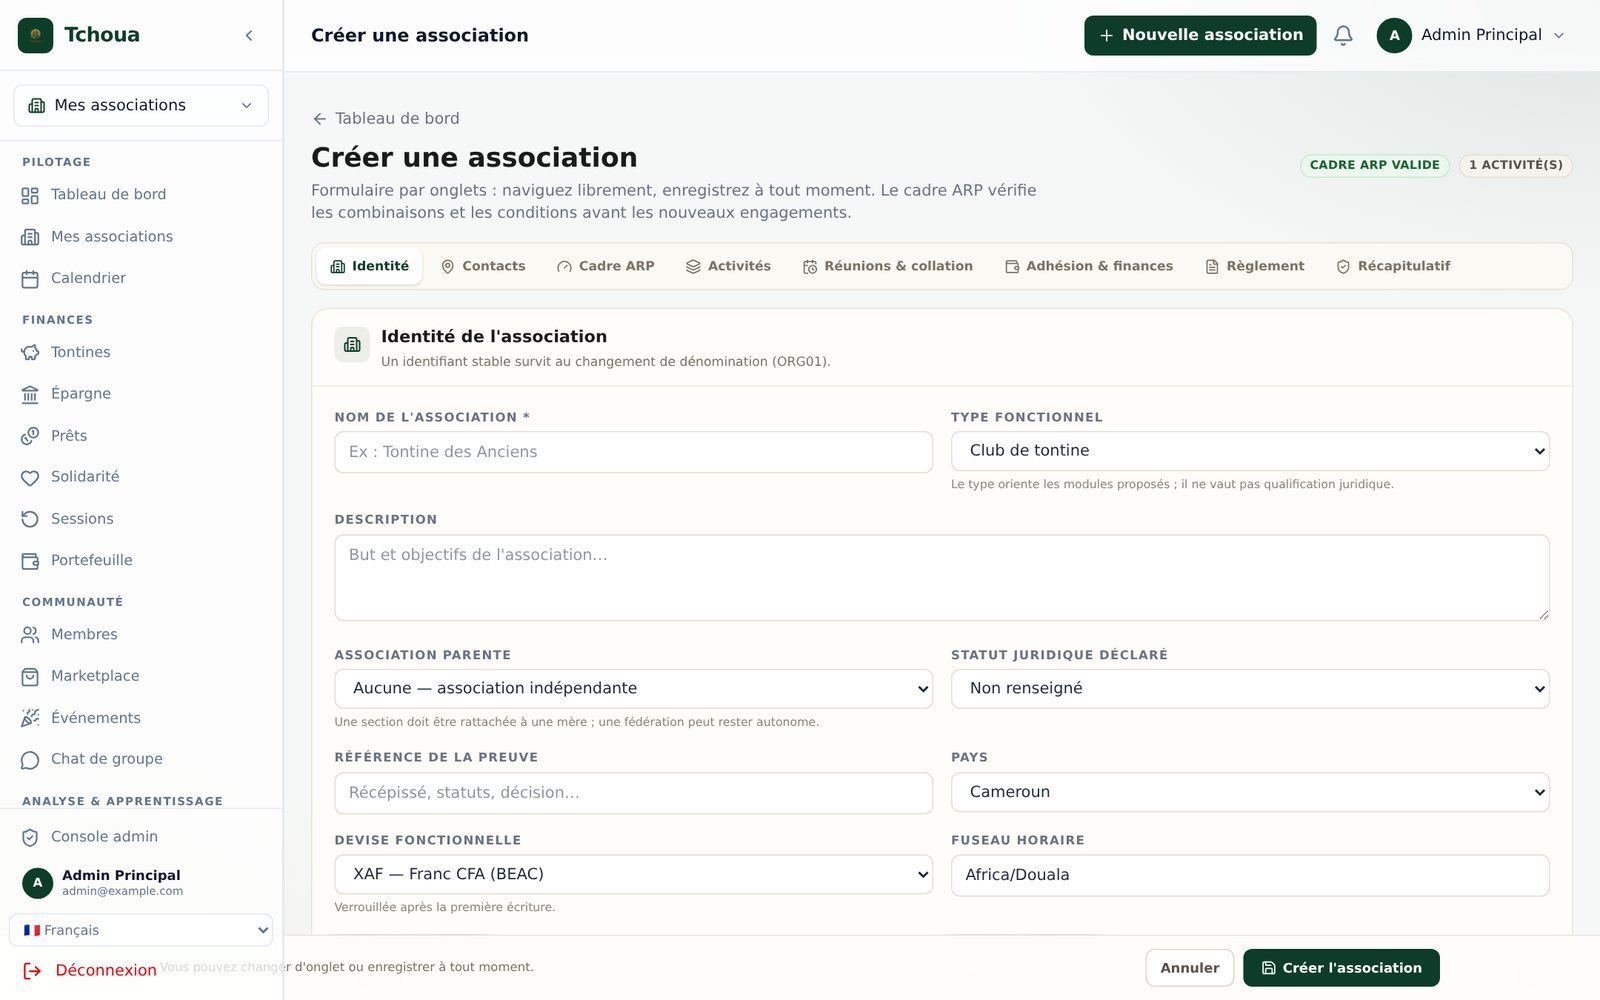 Tchoua
Créer une association
Nouvelle association
A
Admin Principal
Mes associations
PILOTAGE
Tableau de bord
Mes associations
Calendrier
FINANCES
Tontines
Épargne
Prêts
Solidarité
Sessions
Portefeuille
COMMUNAUTÉ
Membres
Marketplace
Événements
Chat de groupe
ANALYSE & APPRENTISSAGE
Console admin
A
Admin Principal
admin@example.com
Français
Déconnexion
Tableau de bord
Créer une association
CADRE ARP VALIDE
1 ACTIVITÉ(S)
Formulaire par onglets : naviguez librement, enregistrez à tout moment. Le cadre ARP vérifie
les combinaisons et les conditions avant les nouveaux engagements.
Identité
Contacts
Cadre ARP
Activités
Réunions & collation
Adhésion & finances
Règlement
Récapitulatif
Identité de l'association
Un identifiant stable survit au changement de dénomination (ORG01).
NOM DE L'ASSOCIATION *
Ex : Tontine des Anciens
TYPE FONCTIONNEL
Club de tontine
Le type oriente les modules proposés ; il ne vaut pas qualification juridique.
DESCRIPTION
But et objectifs de l'association...
ASSOCIATION PARENTE
Aucune — association indépendante
Une section doit être rattachée à une mère ; une fédération peut rester autonome.
STATUT JURIDIQUE DÉCLARÉ
Non renseigné
RÉFÉRENCE DE LA PREUVE
Récépissé, statuts, décision...
PAYS
Cameroun
DEVISE FONCTIONNELLE
XAF — Franc CFA (BEAC)
Verrouillée après la première écriture.
FUSEAU HORAIRE
Africa/Douala
Vous pouvez changer d'onglet ou enregistrer à tout moment.
Annuler
Créer l'association